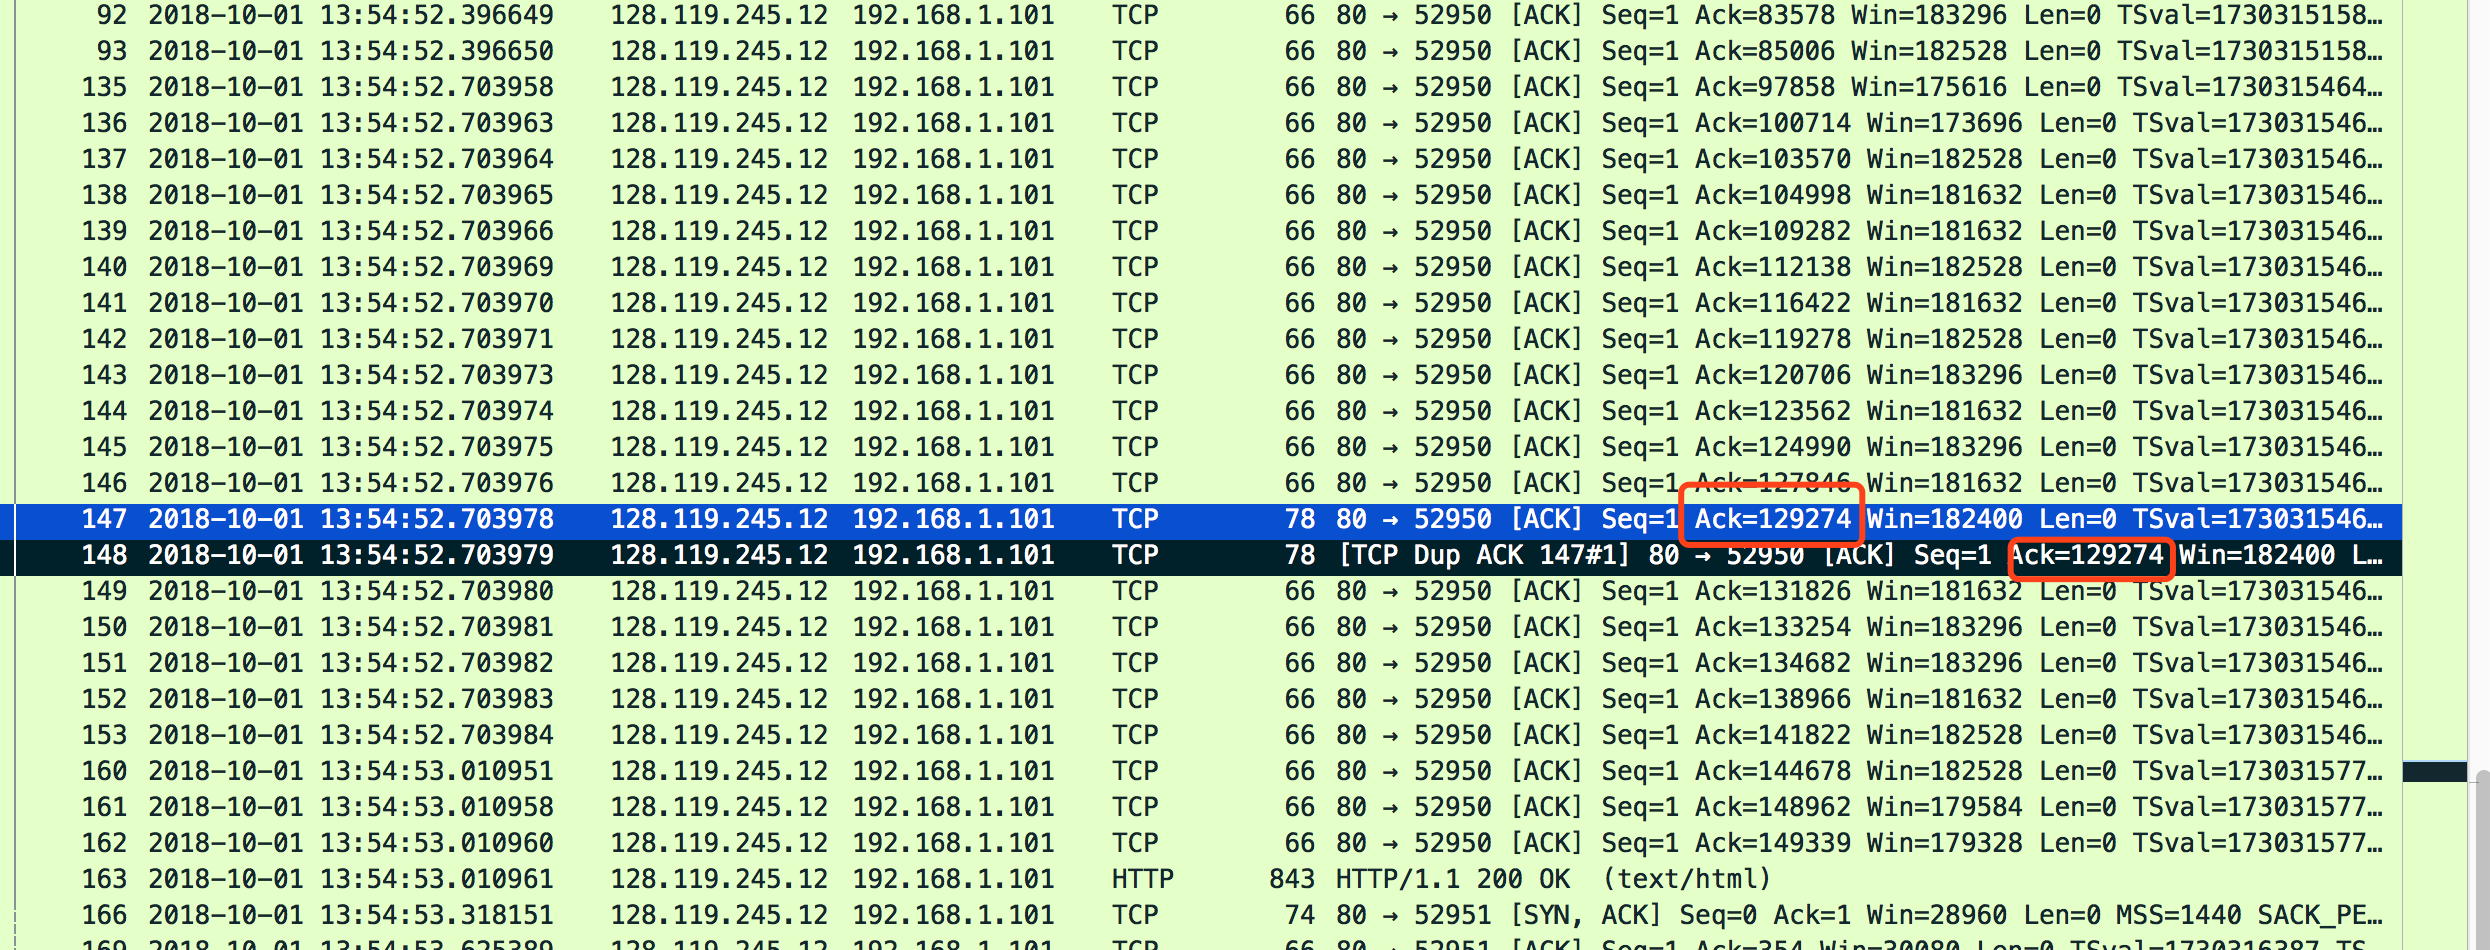 92 2018-10-01 13:54:52.396649 128.119.245.12 192.168.1.101 TCP 66 80 → 52950 [ACK] Seq=1 Ack=83578 Win=183296 Len=0 TSval=1730315158…
93 2018-10-01 13:54:52.396650 128.119.245.12 192.168.1.101 TCP 66 80 → 52950 [ACK] Seq=1 Ack=85006 Win=182528 Len=0 TSval=1730315158…
135 2018-10-01 13:54:52.703958 128.119.245.12 192.168.1.101 TCP 66 80 → 52950 [ACK] Seq=1 Ack=97858 Win=175616 Len=0 TSval=1730315464…
136 2018-10-01 13:54:52.703963 128.119.245.12 192.168.1.101 TCP 66 80 → 52950 [ACK] Seq=1 Ack=100714 Win=173696 Len=0 TSval=173031546…
137 2018-10-01 13:54:52.703964 128.119.245.12 192.168.1.101 TCP 66 80 → 52950 [ACK] Seq=1 Ack=103570 Win=182528 Len=0 TSval=173031546…
138 2018-10-01 13:54:52.703965 128.119.245.12 192.168.1.101 TCP 66 80 → 52950 [ACK] Seq=1 Ack=104998 Win=181632 Len=0 TSval=173031546…
139 2018-10-01 13:54:52.703966 128.119.245.12 192.168.1.101 TCP 66 80 → 52950 [ACK] Seq=1 Ack=109282 Win=181632 Len=0 TSval=173031546…
140 2018-10-01 13:54:52.703969 128.119.245.12 192.168.1.101 TCP 66 80 → 52950 [ACK] Seq=1 Ack=112138 Win=182528 Len=0 TSval=173031546…
141 2018-10-01 13:54:52.703970 128.119.245.12 192.168.1.101 TCP 66 80 → 52950 [ACK] Seq=1 Ack=116422 Win=181632 Len=0 TSval=173031546…
142 2018-10-01 13:54:52.703971 128.119.245.12 192.168.1.101 TCP 66 80 → 52950 [ACK] Seq=1 Ack=119278 Win=182528 Len=0 TSval=173031546…
143 2018-10-01 13:54:52.703973 128.119.245.12 192.168.1.101 TCP 66 80 → 52950 [ACK] Seq=1 Ack=120706 Win=183296 Len=0 TSval=173031546…
144 2018-10-01 13:54:52.703974 128.119.245.12 192.168.1.101 TCP 66 80 → 52950 [ACK] Seq=1 Ack=123562 Win=181632 Len=0 TSval=173031546…
145 2018-10-01 13:54:52.703975 128.119.245.12 192.168.1.101 TCP 66 80 → 52950 [ACK] Seq=1 Ack=124990 Win=183296 Len=0 TSval=173031546…
146 2018-10-01 13:54:52.703976 128.119.245.12 192.168.1.101 TCP 66 80 → 52950 [ACK] Seq=1 Ack=127846 Win=181632 Len=0 TSval=173031546…
147 2018-10-01 13:54:52.703978 128.119.245.12 192.168.1.101 TCP 78 80 → 52950 [ACK] Seq=1 Ack=129274 Win=182400 Len=0 TSval=173031546…
148 2018-10-01 13:54:52.703979 128.119.245.12 192.168.1.101 TCP 78 [TCP Dup ACK 147#1] 80 → 52950 [ACK] Seq=1 Ack=129274 Win=182400 L…
149 2018-10-01 13:54:52.703980 128.119.245.12 192.168.1.101 TCP 66 80 → 52950 [ACK] Seq=1 Ack=131826 Win=181632 Len=0 TSval=173031546…
150 2018-10-01 13:54:52.703981 128.119.245.12 192.168.1.101 TCP 66 80 → 52950 [ACK] Seq=1 Ack=133254 Win=183296 Len=0 TSval=173031546…
151 2018-10-01 13:54:52.703982 128.119.245.12 192.168.1.101 TCP 66 80 → 52950 [ACK] Seq=1 Ack=134682 Win=183296 Len=0 TSval=173031546…
152 2018-10-01 13:54:52.703983 128.119.245.12 192.168.1.101 TCP 66 80 → 52950 [ACK] Seq=1 Ack=138966 Win=181632 Len=0 TSval=173031546…
153 2018-10-01 13:54:52.703984 128.119.245.12 192.168.1.101 TCP 66 80 → 52950 [ACK] Seq=1 Ack=141822 Win=182528 Len=0 TSval=173031546…
160 2018-10-01 13:54:53.010951 128.119.245.12 192.168.1.101 TCP 66 80 → 52950 [ACK] Seq=1 Ack=144678 Win=182528 Len=0 TSval=173031577…
161 2018-10-01 13:54:53.010958 128.119.245.12 192.168.1.101 TCP 66 80 → 52950 [ACK] Seq=1 Ack=148962 Win=179584 Len=0 TSval=173031577…
162 2018-10-01 13:54:53.010960 128.119.245.12 192.168.1.101 TCP 66 80 → 52950 [ACK] Seq=1 Ack=149339 Win=179328 Len=0 TSval=173031577…
163 2018-10-01 13:54:53.010961 128.119.245.12 192.168.1.101 HTTP 843 HTTP/1.1 200 OK (text/html)
166 2018-10-01 13:54:53.318151 128.119.245.12 192.168.1.101 TCP 74 80 → 52951 [SYN, ACK] Seq=0 Ack=1 Win=28960 Len=0 MSS=1440 SACK_PE…
169 2018-10-01 13:54:53.625389 128.119.245.12 192.168.1.101 TCP 66 80 → 52951 [ACK] Seq=1 Ack=354 Win=30080 Len=0 TSval=1730316387 TS…